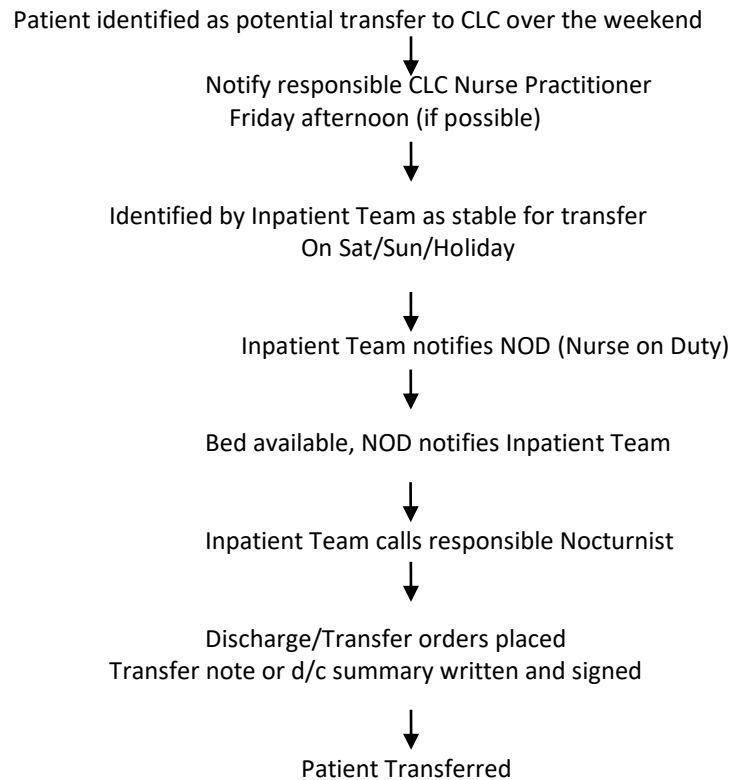 Patient identified as potential transfer to CLC over the weekend
Notify responsible CLC Nurse Practitioner
Friday afternoon (if possible)
Identified by Inpatient Team as stable for transfer
On Sat/Sun/Holiday
Inpatient Team notifies NOD (Nurse on Duty)
Bed available, NOD notifies Inpatient Team
Inpatient Team calls responsible Nocturnist
Discharge/Transfer orders placed
Transfer note or d/c summary written and signed
Patient Transferred